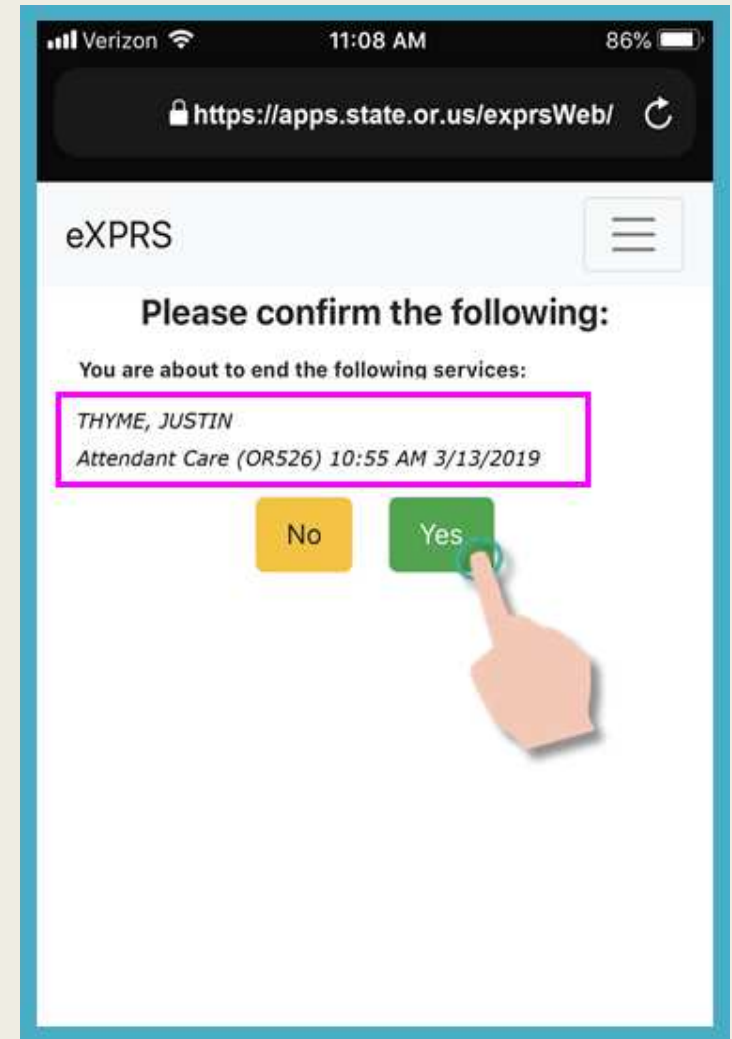 Verizon 11:08 AM 86%
https://apps.state.or.us/exprsWeb/
eXPRS
Please confirm the following:
You are about to end the following services:
THYME, JUSTIN
Attendant Care (OR526) 10:55 AM 3/13/2019
No Yes